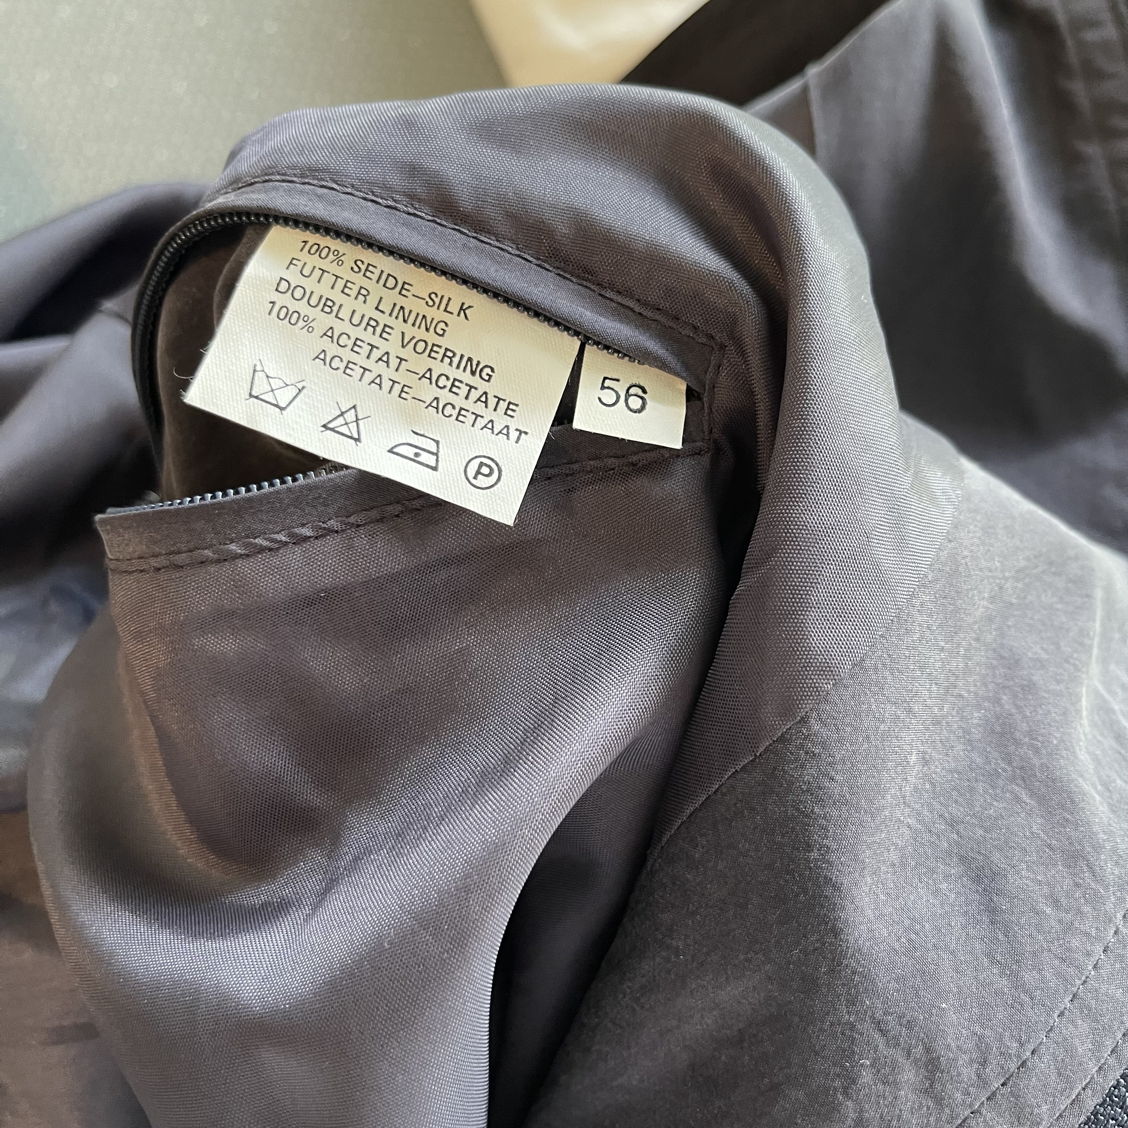 100% SEIDE–SILK
FUTTER LINING
DOUBLURE VOERING
100% ACETAT–ACETATE
ACETATE–ACETAAT
P
56